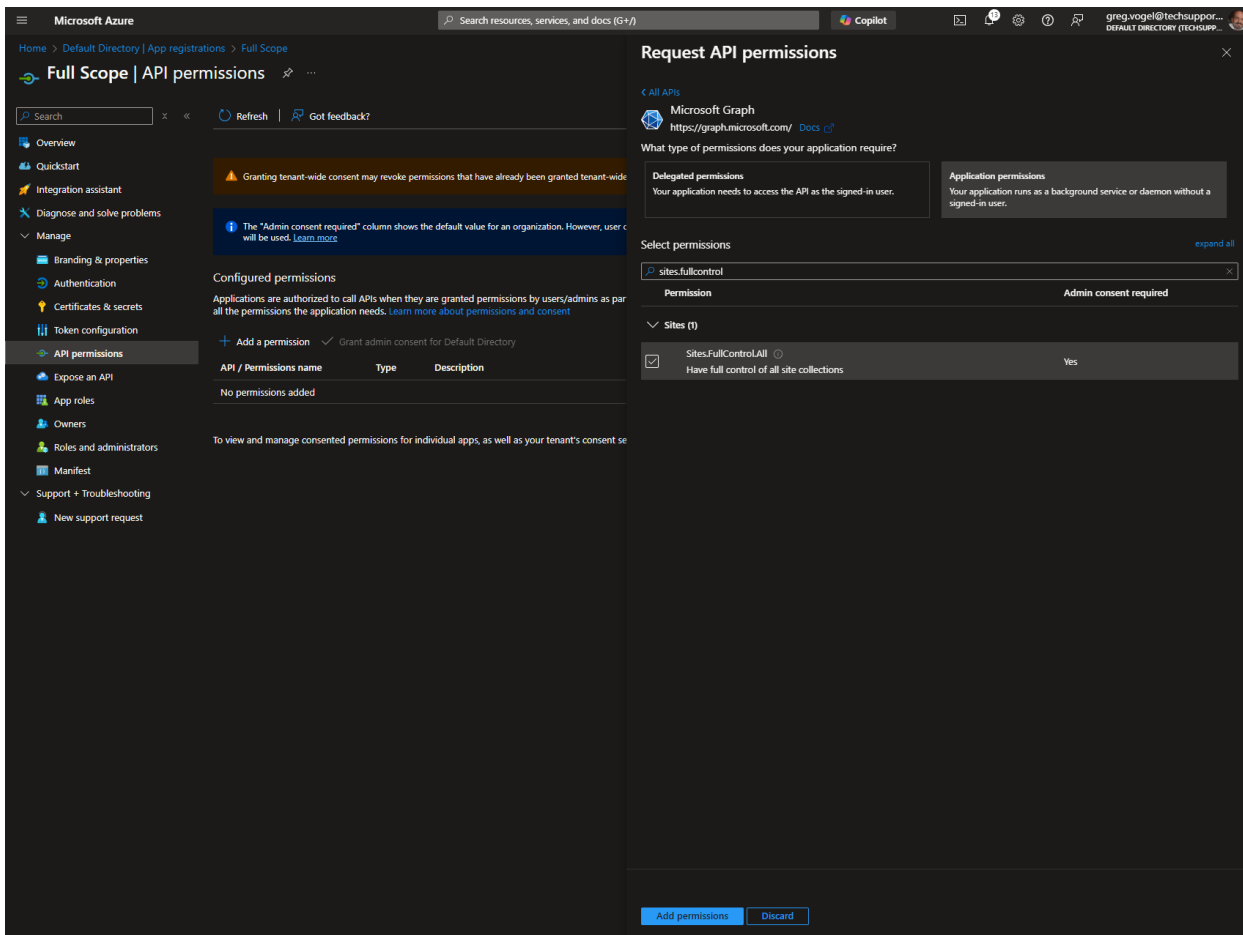 Microsoft Azure
Search resources, services, and docs (G+/)
Copilot
13
greg.vogel@techsuppor...
DEFAULT DIRECTORY (TECHSUPP...
Home > Default Directory | App registrations > Full Scope
Full Scope | API permissions
Search
Overview
Quickstart
Integration assistant
Diagnose and solve problems
Manage
Branding & properties
Authentication
Certificates & secrets
Token configuration
API permissions
Expose an API
App roles
Owners
Roles and administrators
Manifest
Support + Troubleshooting
New support request
Refresh
Got feedback?
Granting tenant-wide consent may revoke permissions that have already been granted tenant-wide
The "Admin consent required" column shows the default value for an organization. However, user c
will be used. Learn more
Configured permissions
Applications are authorized to call APIs when they are granted permissions by users/admins as par
all the permissions the application needs. Learn more about permissions and consent
Add a permission
Grant admin consent for Default Directory
API / Permissions name Type Description
No permissions added
To view and manage consented permissions for individual apps, as well as your tenant's consent se
Request API permissions
All APIs
Microsoft Graph
https://graph.microsoft.com/ Docs
What type of permissions does your application require?
Delegated permissions
Your application needs to access the API as the signed-in user.
Application permissions
Your application runs as a background service or daemon without a
signed-in user.
Select permissions
expand all
sites.fullcontrol
Permission Admin consent required
Sites (1)
Sites.FullControl.All
Have full control of all site collections
Yes
Add permissions
Discard